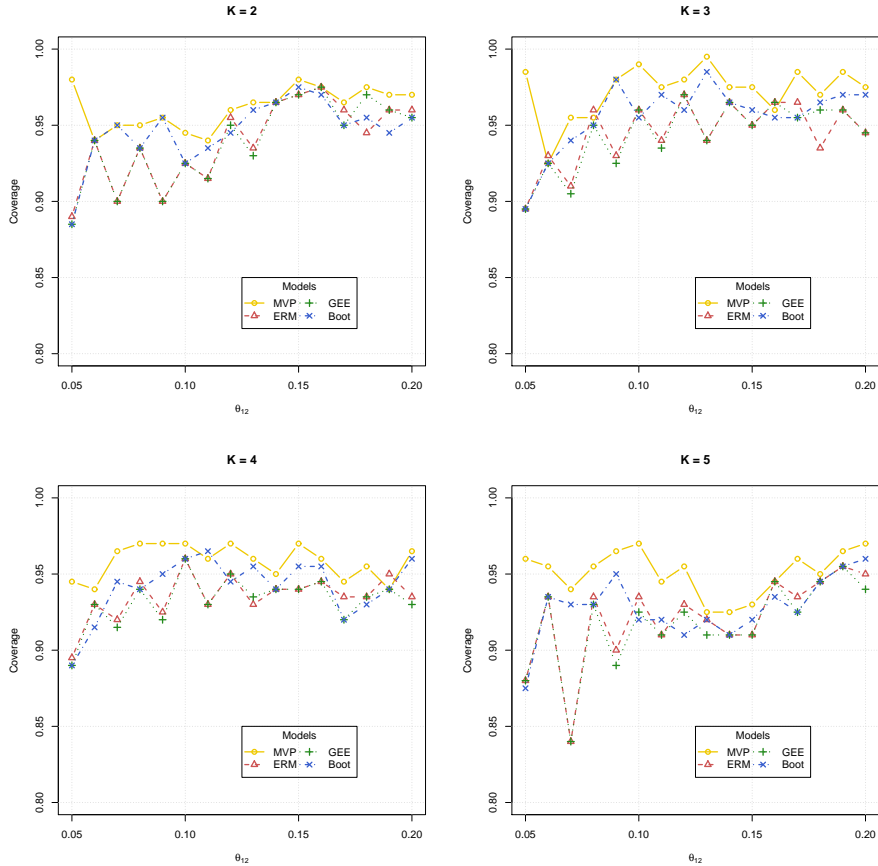 K = 2
1.00
0.95
0.90
0.85
0.80
Coverage
Models
MVP GEE
ERM Boot
0.05 0.10 0.15 0.20
θ12
K = 3
1.00
0.95
0.90
0.85
0.80
Coverage
Models
MVP GEE
ERM Boot
0.05 0.10 0.15 0.20
θ12
K = 4
1.00
0.95
0.90
0.85
0.80
Coverage
Models
MVP GEE
ERM Boot
0.05 0.10 0.15 0.20
θ12
K = 5
1.00
0.95
0.90
0.85
0.80
Coverage
Models
MVP GEE
ERM Boot
0.05 0.10 0.15 0.20
θ12